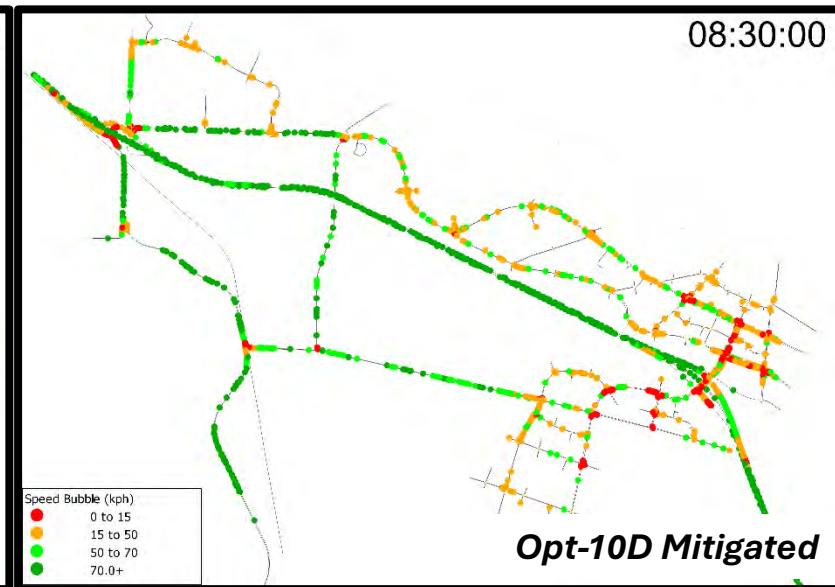 08:30:00
Speed Bubble (kph)
0 to 15
15 to 50
50 to 70
70.0+
Opt-10D Mitigated